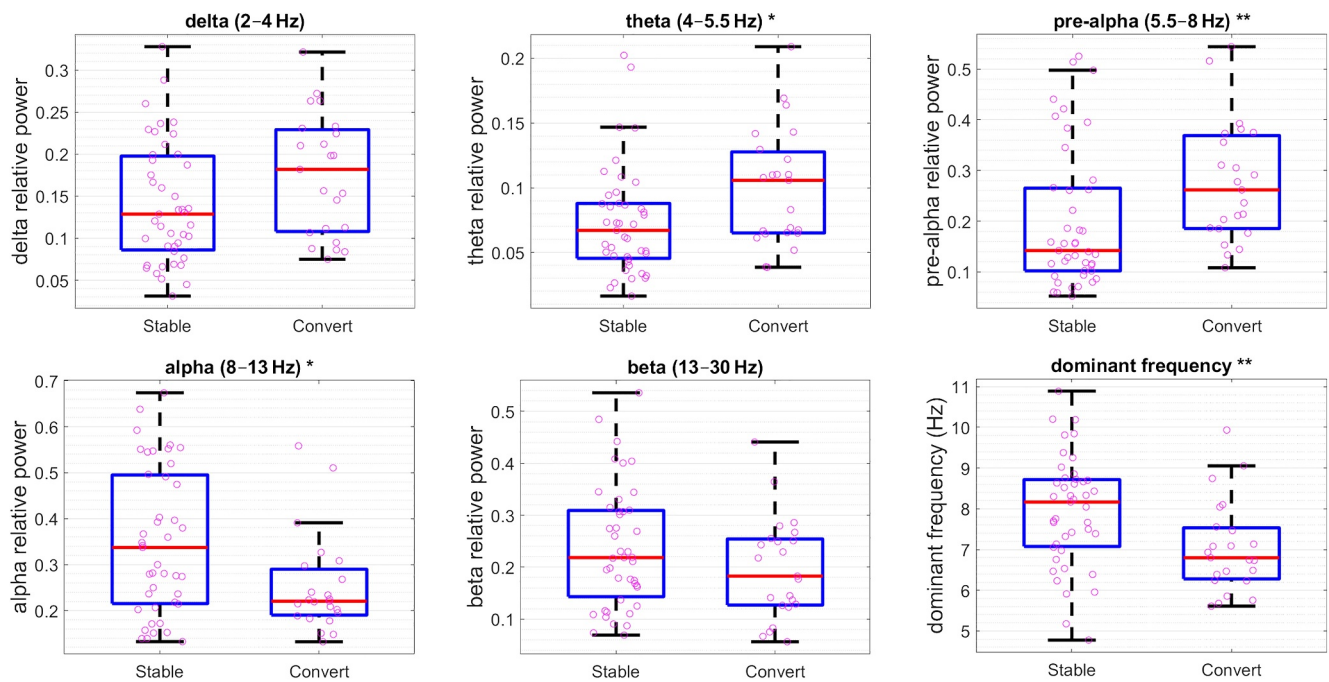 delta (2–4 Hz)
delta relative power
0.3
0.25
0.2
0.15
0.1
0.05
Stable
Convert
theta (4–5.5 Hz) *
theta relative power
0.2
0.15
0.1
0.05
Stable
Convert
pre-alpha (5.5–8 Hz) **
pre-alpha relative power
0.5
0.4
0.3
0.2
0.1
Stable
Convert
alpha (8–13 Hz) *
alpha relative power
0.7
0.6
0.5
0.4
0.3
0.2
Stable
Convert
beta (13–30 Hz)
beta relative power
0.5
0.4
0.3
0.2
0.1
Stable
Convert
dominant frequency **
dominant frequency (Hz)
11
10
9
8
7
6
5
Stable
Convert